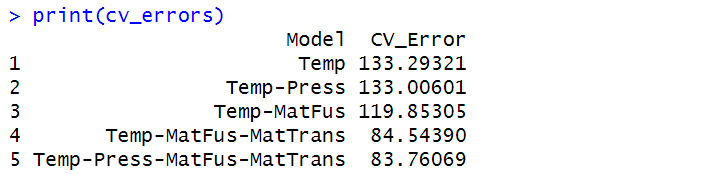 > print(cv_errors)
Model CV_Error
1 Temp 133.29321
2 Temp-Press 133.00601
3 Temp-MatFus 119.85305
4 Temp-MatFus-MatTrans 84.54390
5 Temp-Press-MatFus-MatTrans 83.76069